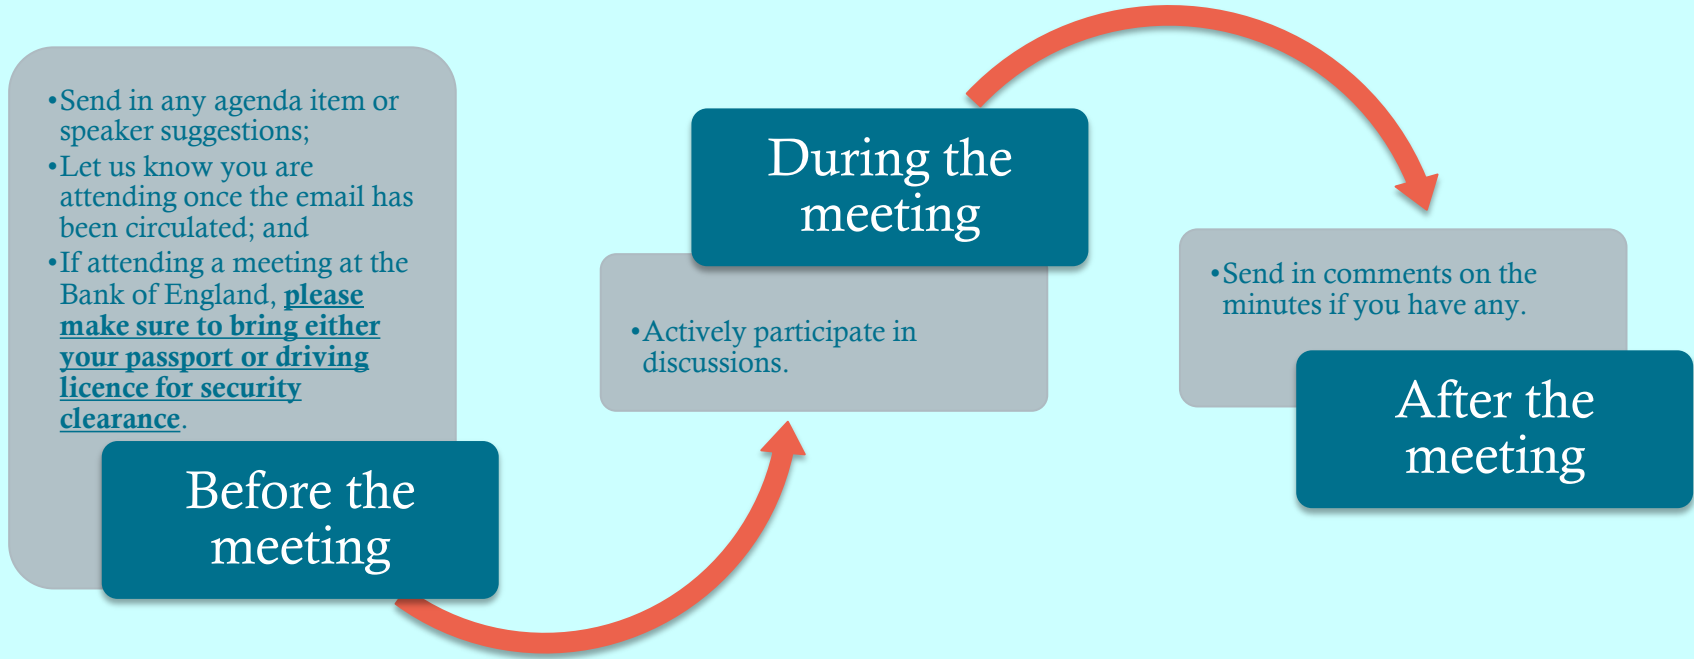 •Send in any agenda item or
speaker suggestions;
•Let us know you are
attending once the email has
been circulated; and
•If attending a meeting at the
Bank of England, please
make sure to bring either
your passport or driving
licence for security
clearance.
Before the
meeting
During the
meeting
•Actively participate in
discussions.
•Send in comments on the
minutes if you have any.
After the
meeting